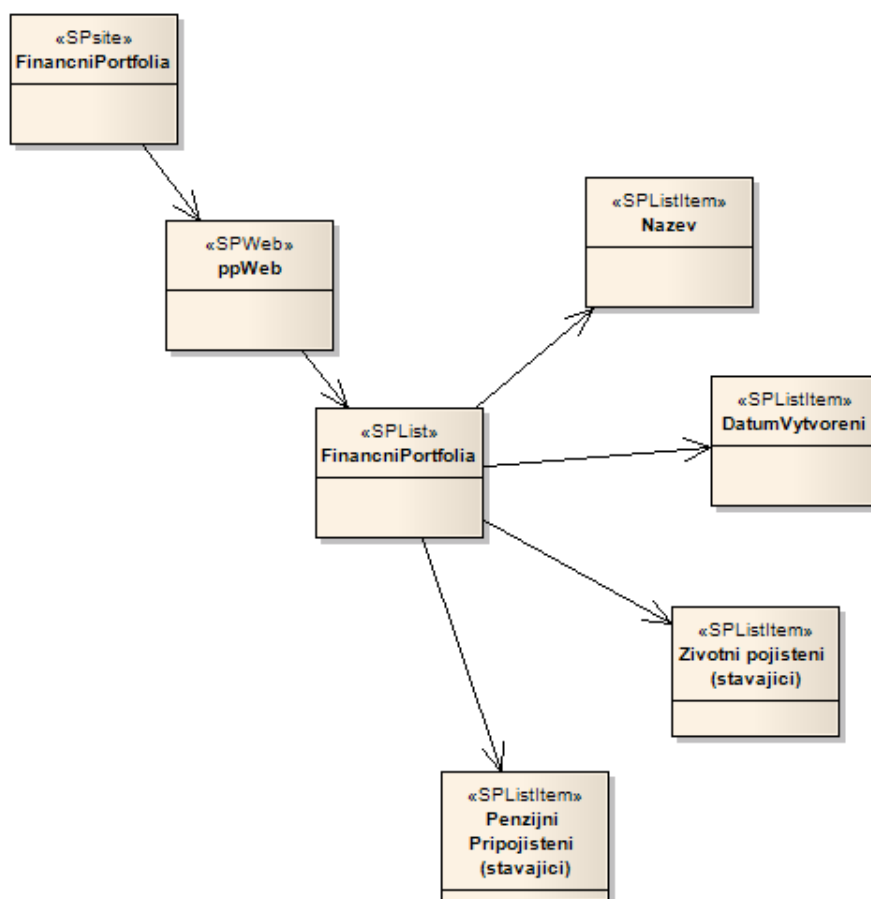 «SPsite»
FinancniPortfolia
«SPWeb»
ppWeb
«SPListItem»
Nazev
«SPListItem»
DatumVytvoreni
«SPList»
FinancniPortfolia
«SPListItem»
Zivotni pojisteni
(stavajici)
«SPListItem»
Penzijni
Pripojisteni
(stavajici)